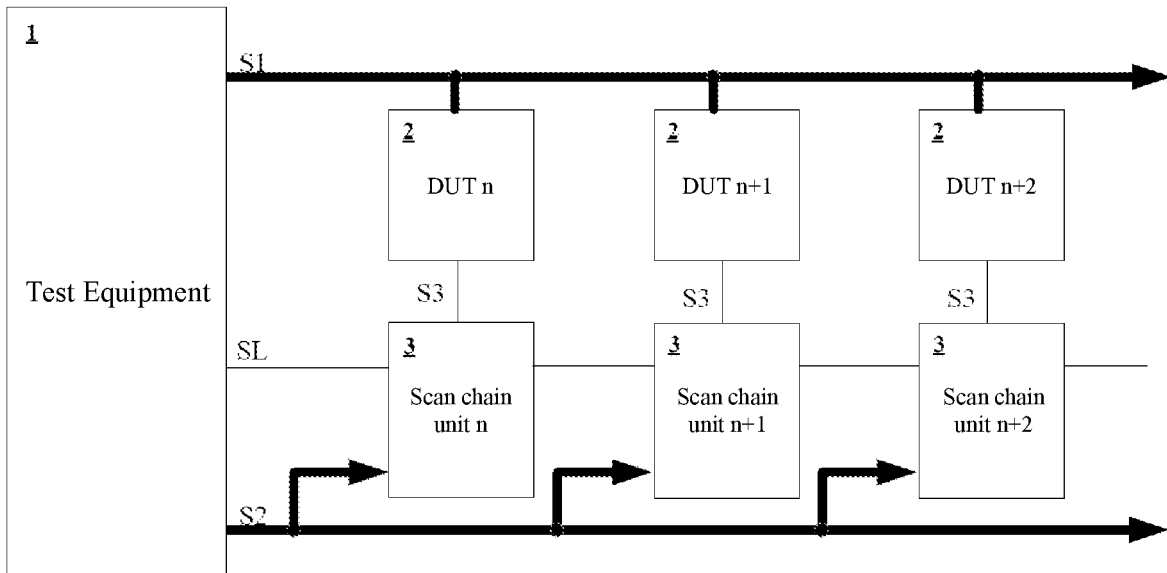 1
S1
2
2
2
DUT n
DUT n+1
DUT n+2
Test Equipment
S3
S3
S3
SL
3
3
3
Scan chain
unit n
Scan chain
unit n+1
Scan chain
unit n+2
S2